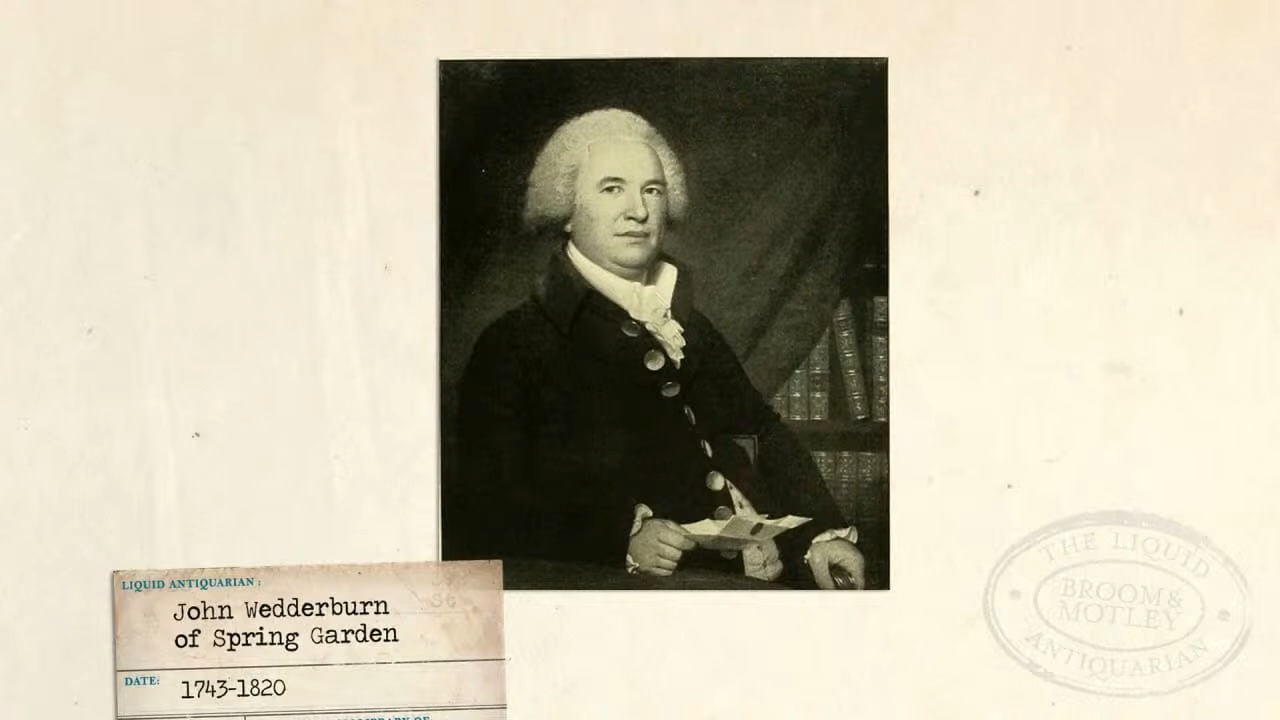 LIQUID ANTIQUARIAN :
John Wedderburn
of Spring Garden
DATE:
1743-1820
THE LIQUID
BROOM &
MOTLEY
ANTIQUARIAN